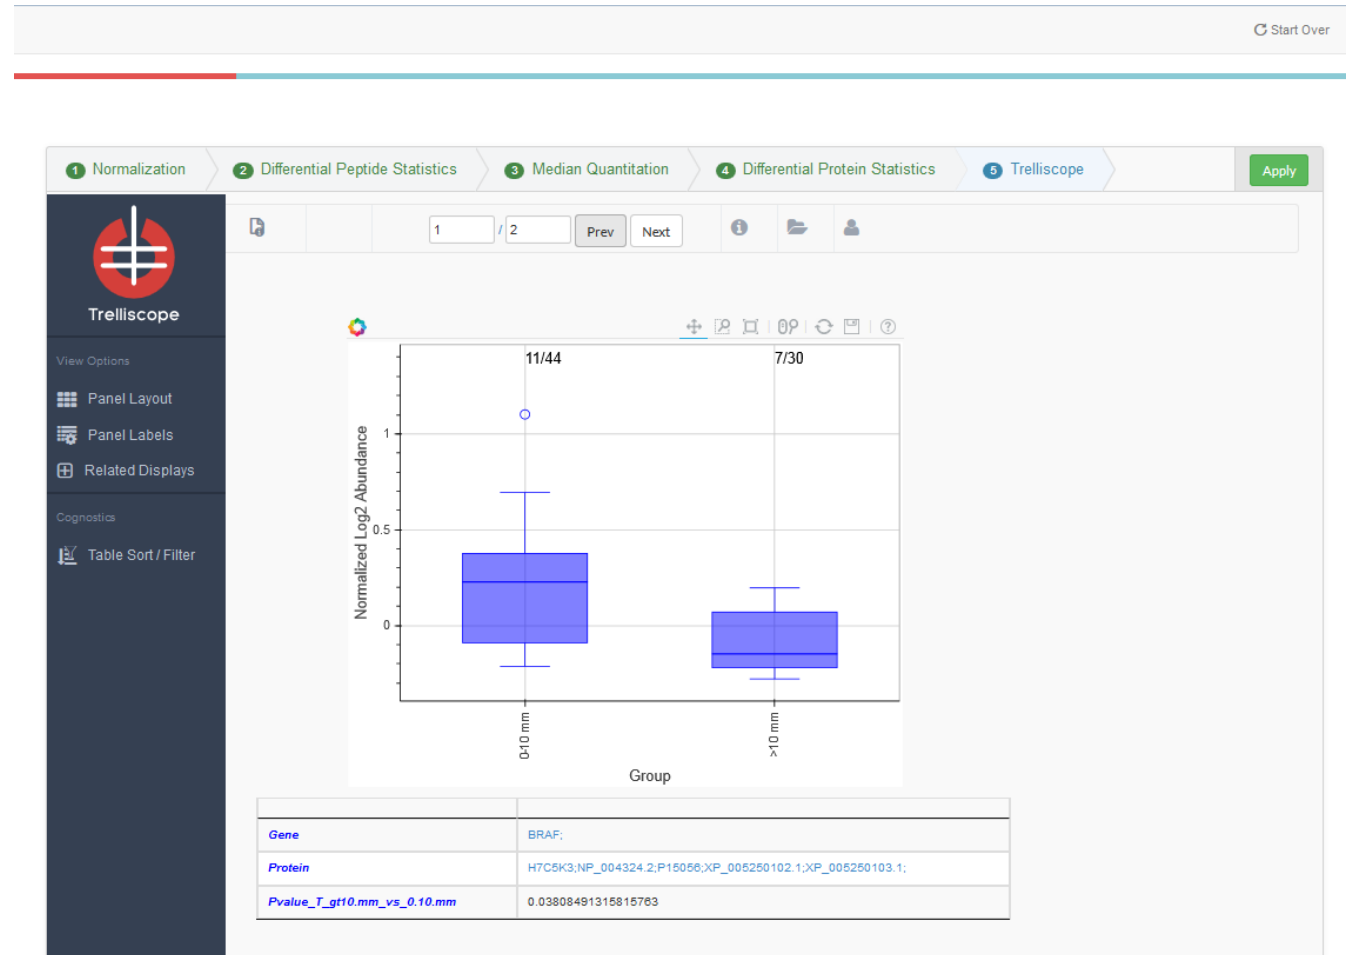 Start Over
1 Normalization
2 Differential Peptide Statistics
3 Median Quantitation
4 Differential Protein Statistics
5 Trelliscope
Apply
1 / 2 Prev Next
Trelliscope
View Options
Panel Layout
Panel Labels
Related Displays
Cognostics
Table Sort / Filter
11/44 7/30
Normalized Log2 Abundance
1
0.5
0
0-10 mm
>10 mm
Group
Gene BRAF;
Protein H7C5K3;NP_004324.2;P15056;XP_005250102.1;XP_005250103.1;
Pvalue_T_gt10.mm_vs_0.10.mm 0.03808491315815763